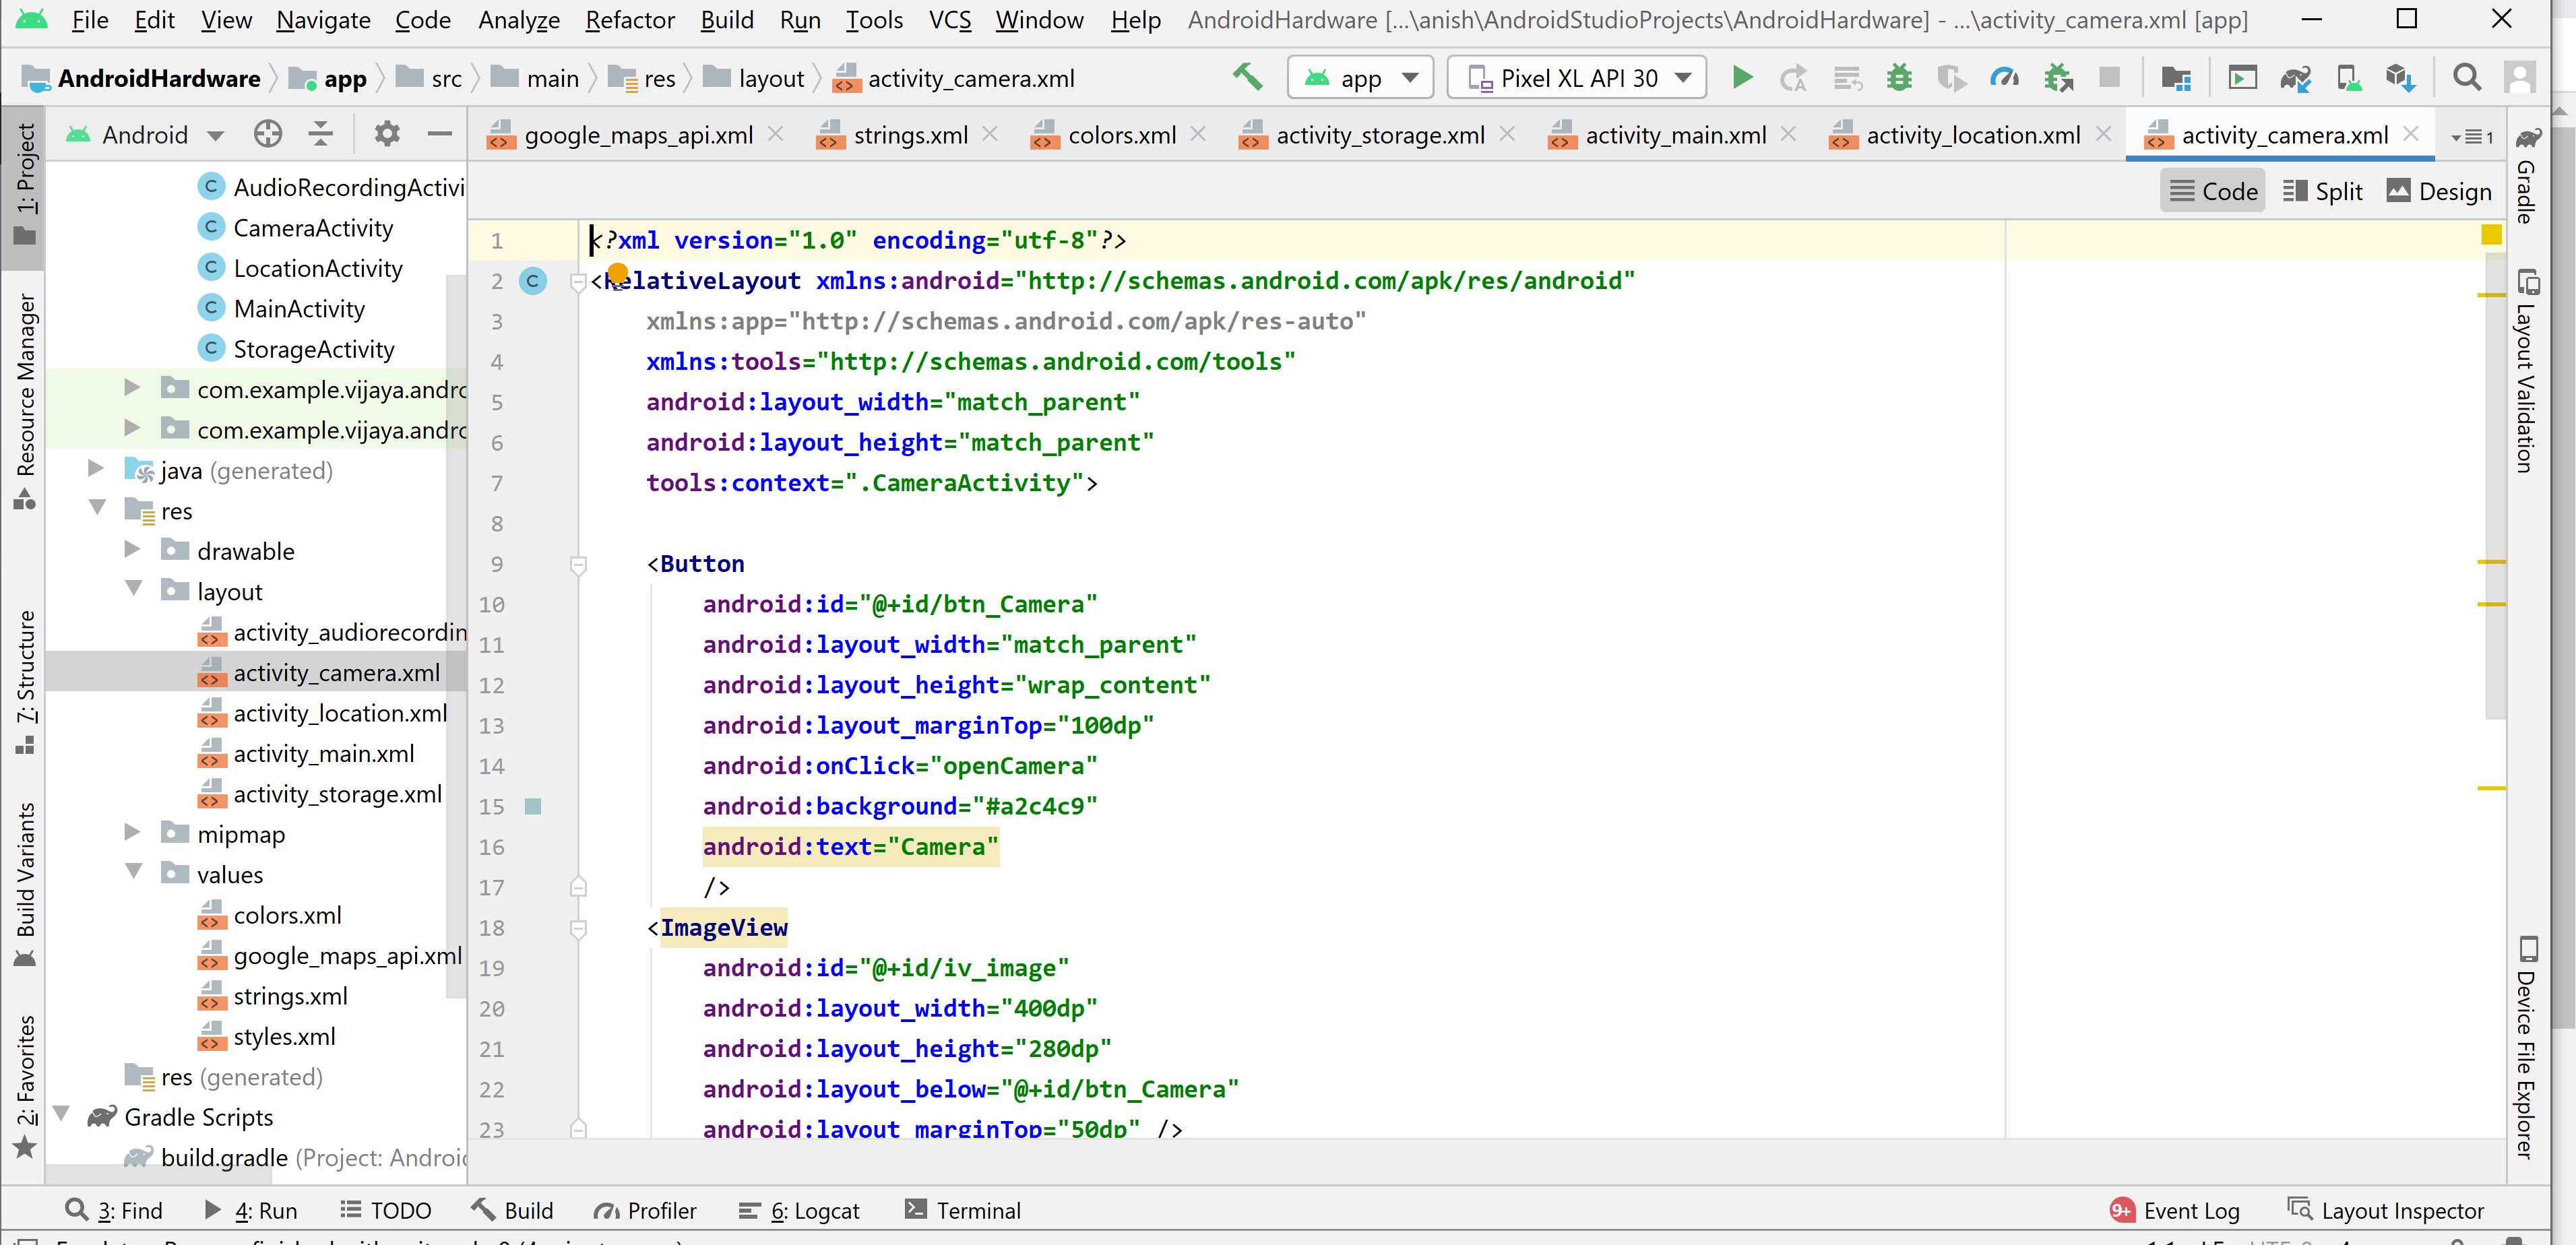 File Edit View Navigate Code Analyze Refactor Build Run Tools VCS Window Help AndroidHardware [...\anish\AndroidStudioProjects\AndroidHardware] - ...\activity_camera.xml [app]
AndroidHardware app src main res layout activity_camera.xml app Pixel XL API 30
Android
google_maps_api.xml strings.xml colors.xml activity_storage.xml activity_main.xml activity_location.xml activity_camera.xml 1
Code Split Design
1: Project
Resource Manager
7: Structure
Build Variants
2: Favorites
AudioRecordingActivi
CameraActivity
LocationActivity
MainActivity
StorageActivity
com.example.vijaya.andro
com.example.vijaya.andro
java (generated)
res
drawable
layout
activity_audiorecordin
activity_camera.xml
activity_location.xml
activity_main.xml
activity_storage.xml
mipmap
values
colors.xml
google_maps_api.xml
strings.xml
styles.xml
res (generated)
Gradle Scripts
build.gradle (Project: Androi
1 <?xml version="1.0" encoding="utf-8"?>
2 <RelativeLayout xmlns:android="http://schemas.android.com/apk/res/android"
3 xmlns:app="http://schemas.android.com/apk/res-auto"
4 xmlns:tools="http://schemas.android.com/tools"
5 android:layout_width="match_parent"
6 android:layout_height="match_parent"
7 tools:context=".CameraActivity">
8
9 <Button
10 android:id="@+id/btn_Camera"
11 android:layout_width="match_parent"
12 android:layout_height="wrap_content"
13 android:layout_marginTop="100dp"
14 android:onClick="openCamera"
15 android:background="#a2c4c9"
16 android:text="Camera"
17 />
18 <ImageView
19 android:id="@+id/iv_image"
20 android:layout_width="400dp"
21 android:layout_height="280dp"
22 android:layout_below="@+id/btn_Camera"
23 android:layout_marginTop="50dp" />
Gradle
Layout Validation
Device File Explorer
3: Find 4: Run TODO Build Profiler 6: Logcat Terminal 9+ Event Log Layout Inspector